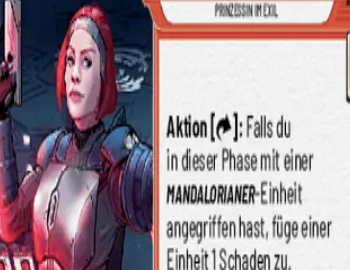 PRINZESSIN IM EXIL
Aktion [↷]: Falls du
in dieser Phase mit einer
MANDALORIANER-Einheit
angegriffen hast, füge einer
Einheit 1 Schaden zu.